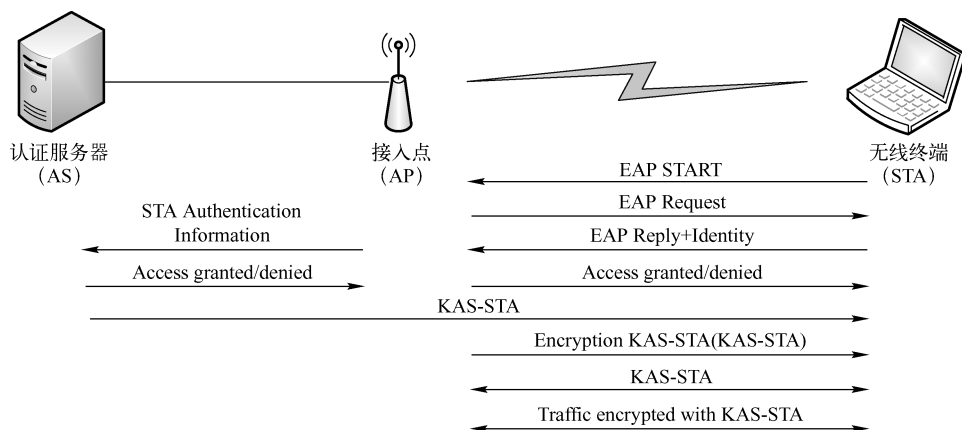 认证服务器
（AS）
接入点
（AP）
无线终端
（STA）
EAP START
EAP Request
STA Authentication
Information
EAP Reply+Identity
Access granted/denied
Access granted/denied
KAS-STA
Encryption KAS-STA(KAS-STA)
KAS-STA
Traffic encrypted with KAS-STA